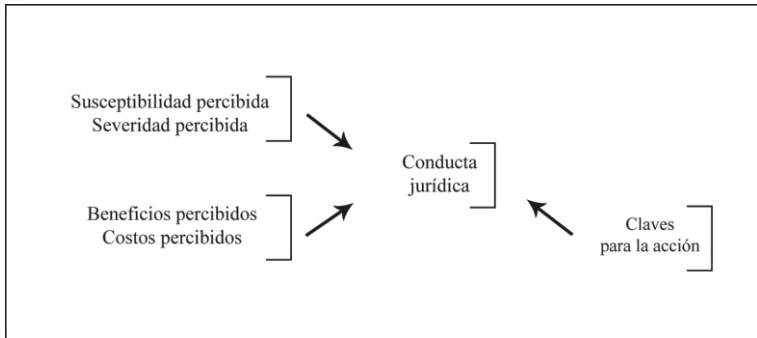 Susceptibilidad percibida
Severidad percibida
Conducta
jurídica
Beneficios percibidos
Costos percibidos
Claves
para la acción